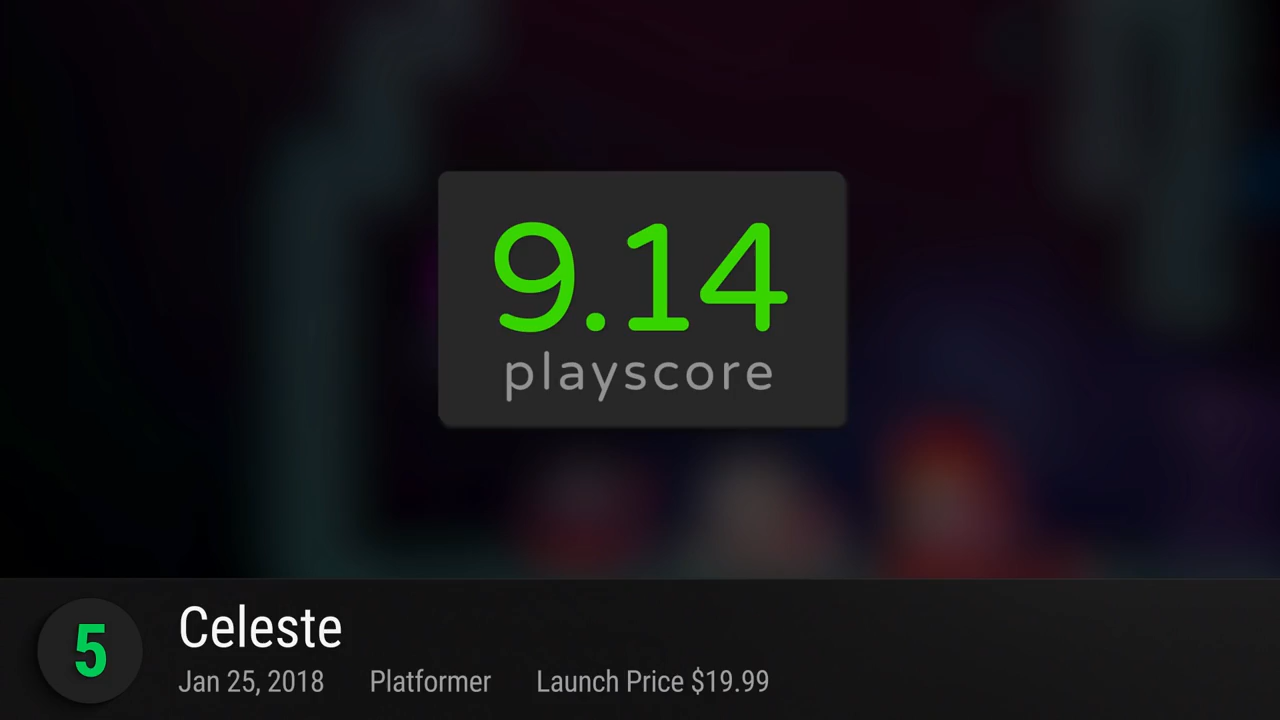 9.14
playscore
5
Celeste
Jan 25, 2018 Platformer Launch Price $19.99